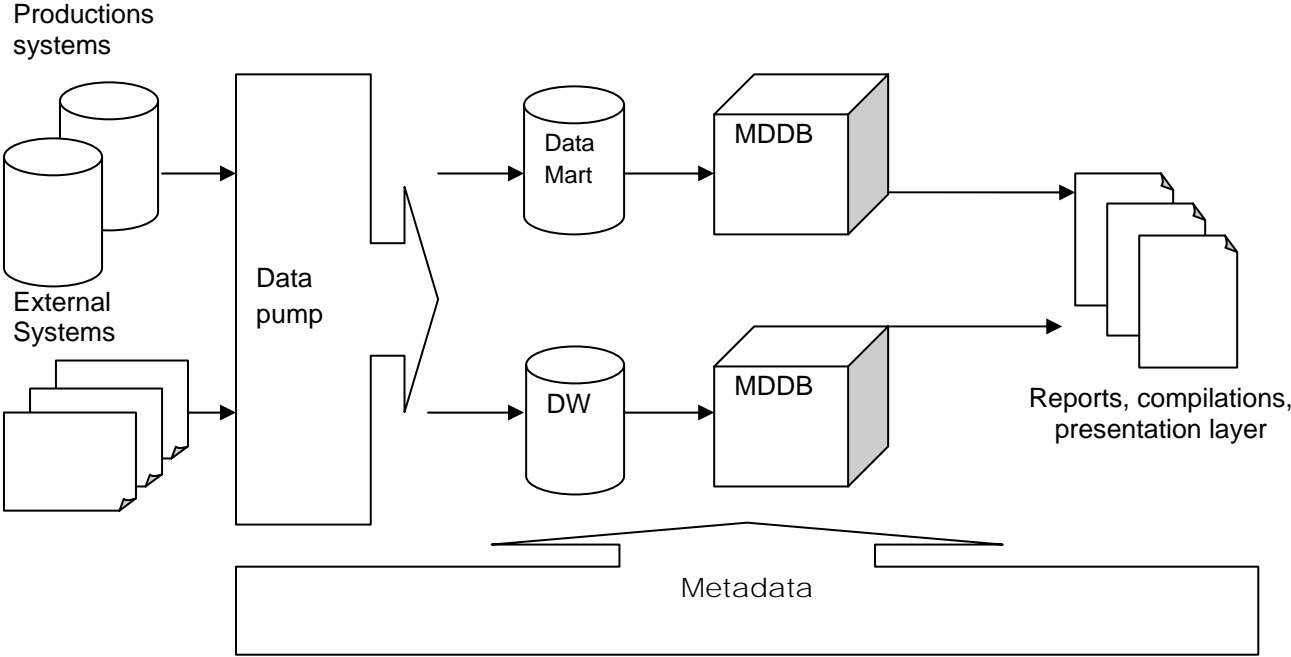 Productions
systems
Data
Mart
MDDB
Data
pump
External
Systems
DW
MDDB
Reports, compilations,
presentation layer
Metadata